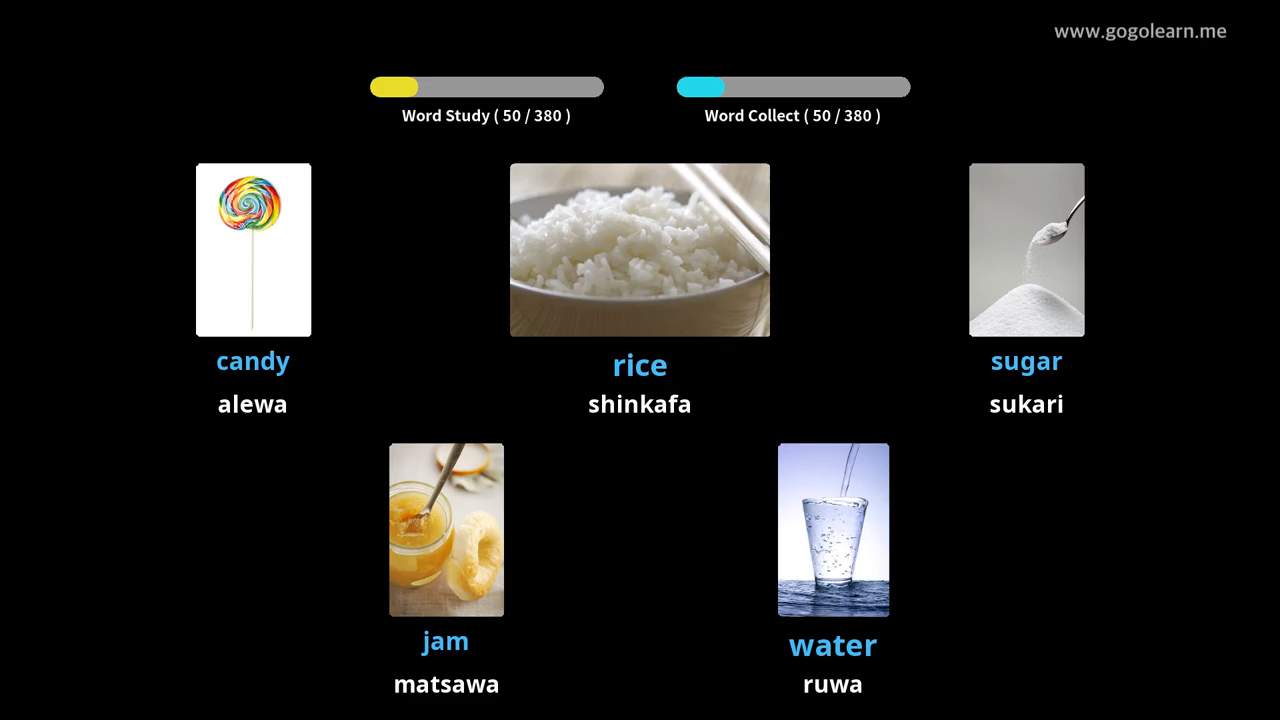 www.gogolearn.me
Word Study ( 50 / 380 )
Word Collect ( 50 / 380 )
candy
alewa
rice
shinkafa
sugar
sukari
jam
matsawa
water
ruwa